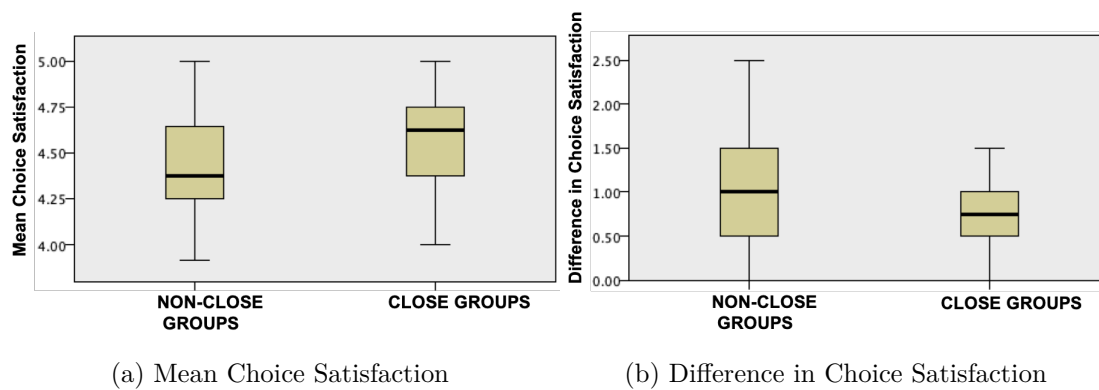 Mean Choice Satisfaction
5.00
4.75
4.50
4.25
4.00
NON-CLOSE
GROUPS
CLOSE GROUPS
(a) Mean Choice Satisfaction
Difference in Choice Satisfaction
2.50
2.00
1.50
1.00
0.50
0.00
NON-CLOSE
GROUPS
CLOSE GROUPS
(b) Difference in Choice Satisfaction